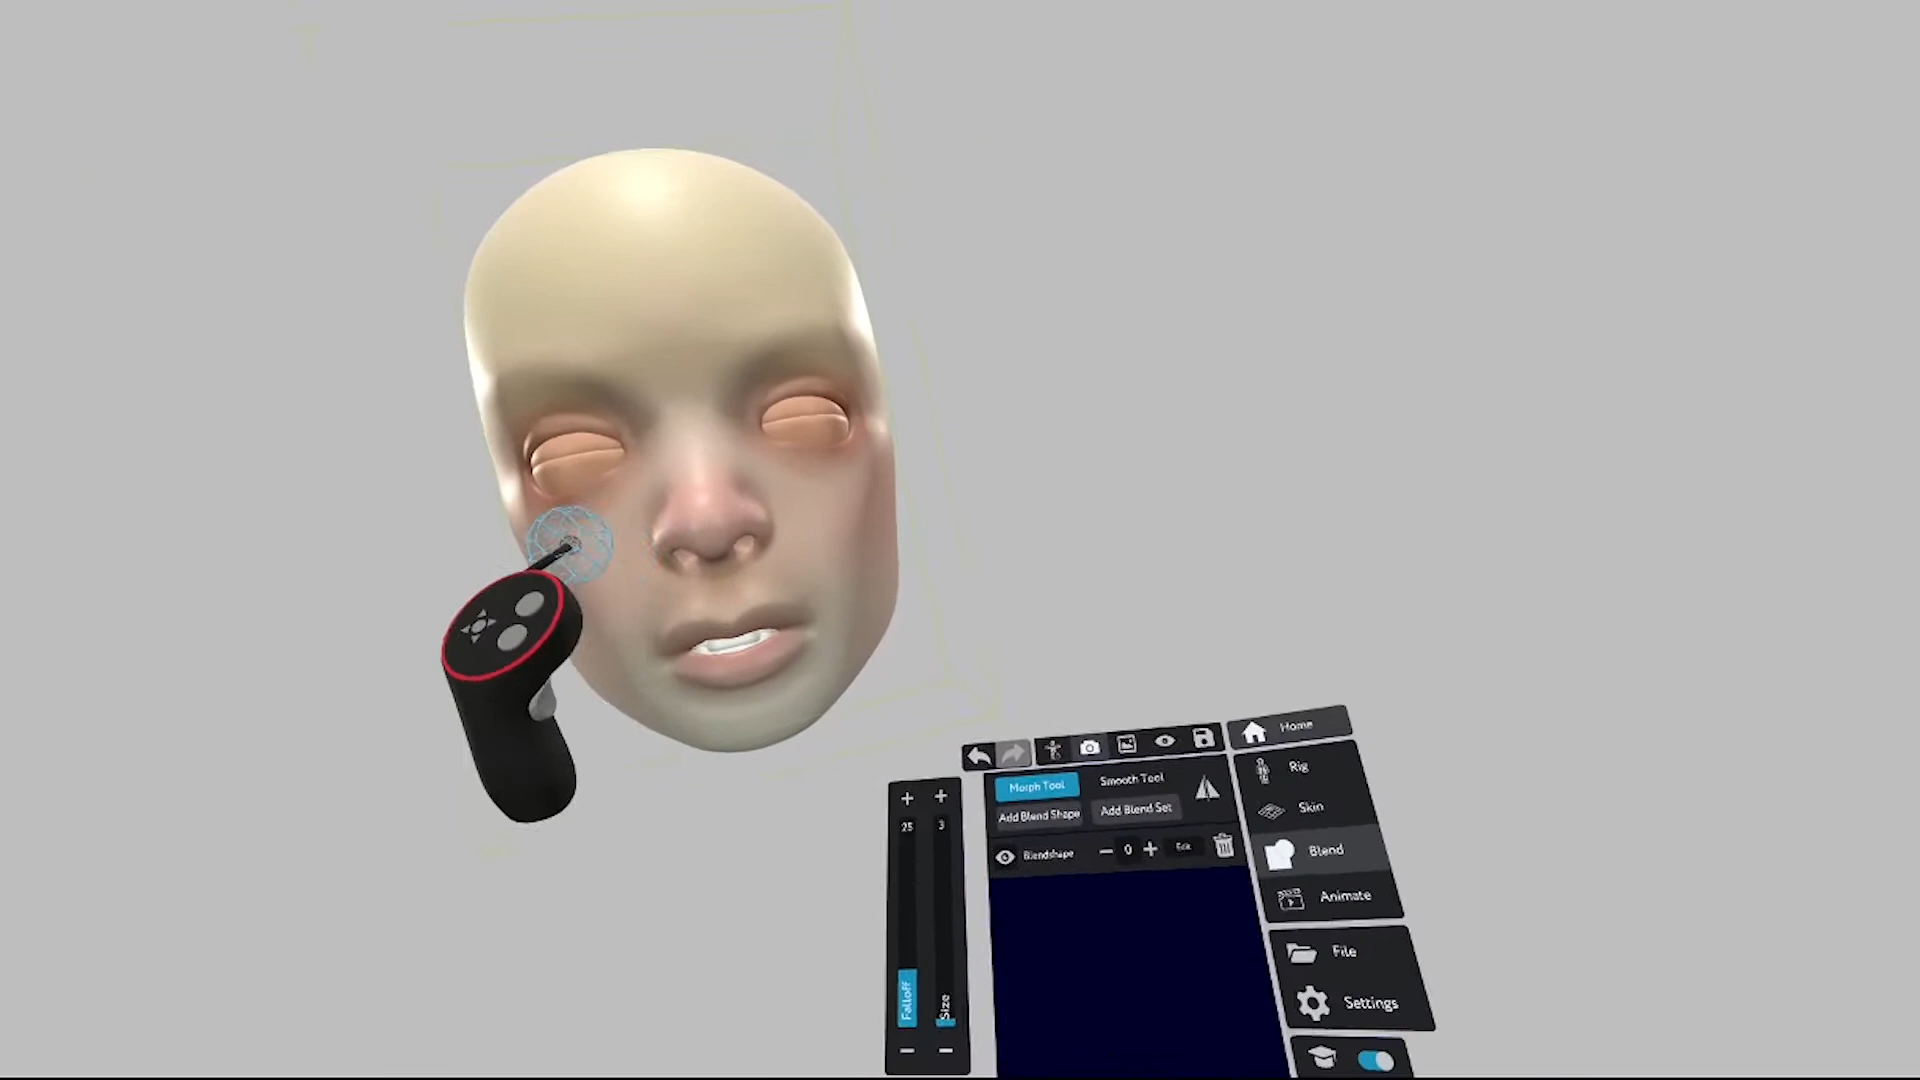 Home
Rig
Skin
Blend
Animate
File
Settings
Morph Tool
Smooth Tool
Add Blend Shape
Add Blend Set
Blendshape
0
Edit
25
3
Falloff
Size